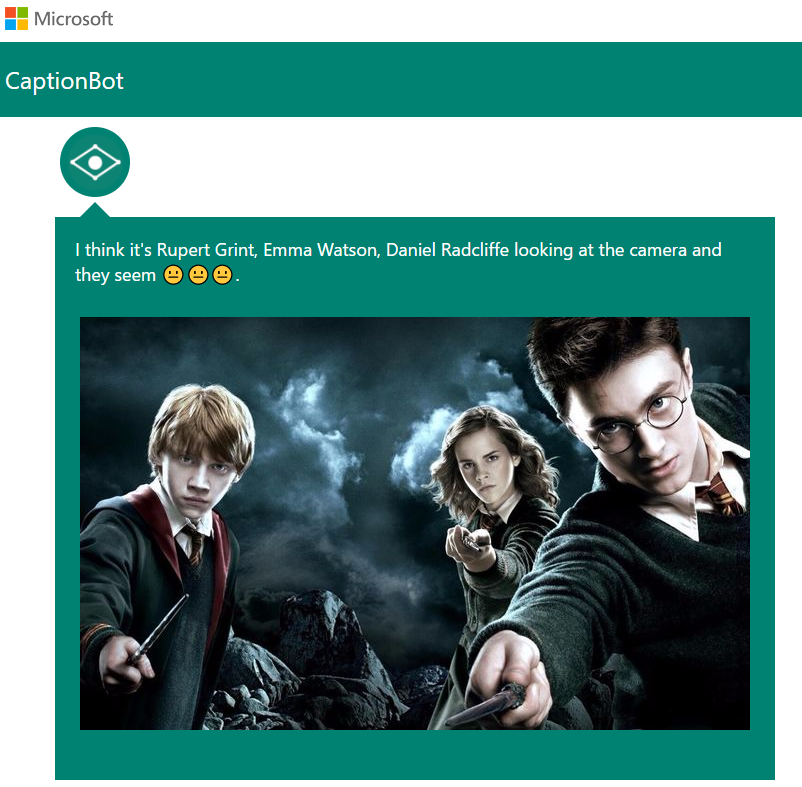 Microsoft
CaptionBot
I think it's Rupert Grint, Emma Watson, Daniel Radcliffe looking at the camera and
they seem 😐😐😐.